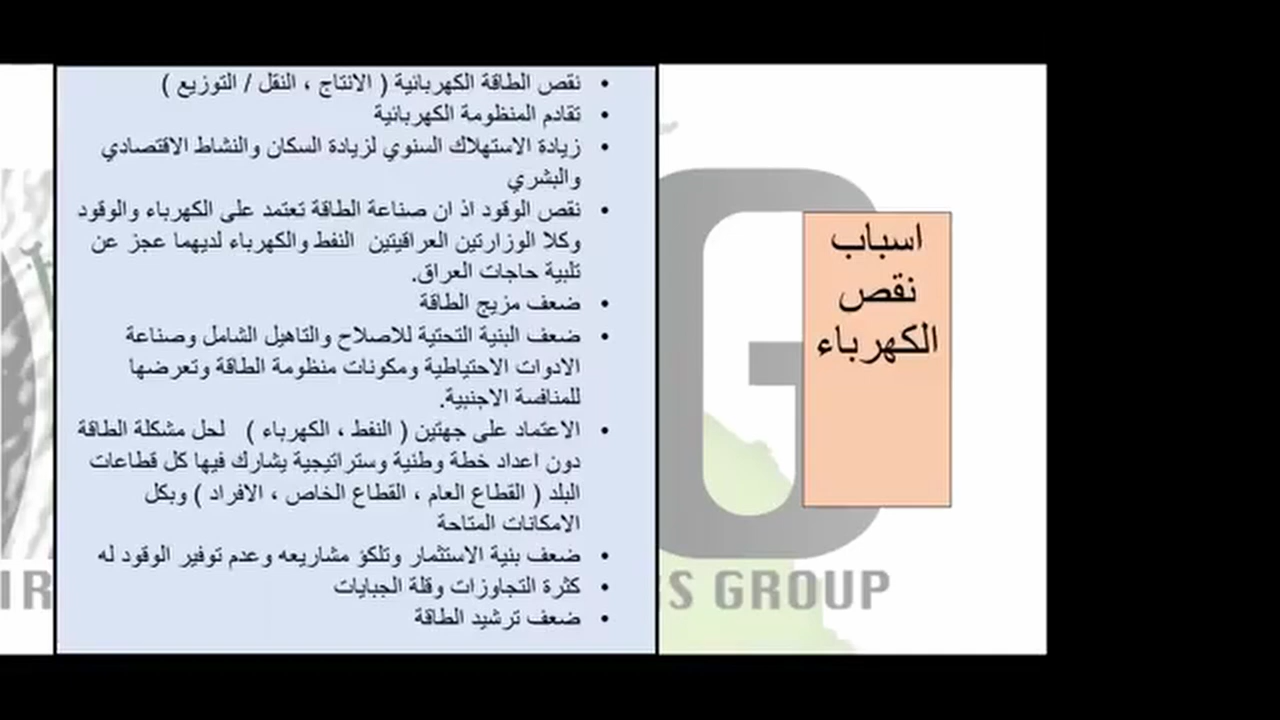 اسباب
نقص
الكهرباء
• نقص الطاقة الكهربائية ( الانتاج ، النقل / التوزيع )
• تقادم المنظومة الكهربائية
• زيادة الاستهلاك السنوي لزيادة السكان والنشاط الاقتصادي
والبشري
• نقص الوقود اذ ان صناعة الطاقة تعتمد على الكهرباء والوقود
وكلا الوزارتين العراقيتين النفط والكهرباء لديهما عجز عن
تلبية حاجات العراق.
• ضعف مزيج الطاقة
• ضعف البنية التحتية للاصلاح والتاهيل الشامل وصناعة
الادوات الاحتياطية ومكونات منظومة الطاقة وتعرضها
للمنافسة الاجنبية.
• الاعتماد على جهتين ( النفط ، الكهرباء ) لحل مشكلة الطاقة
دون اعداد خطة وطنية وستراتيجية يشارك فيها كل قطاعات
البلد ( القطاع العام ، القطاع الخاص ، الافراد ) وبكل
الامكانات المتاحة
• ضعف بنية الاستثمار وتلكؤ مشاريعه وعدم توفير الوقود له
• كثرة التجاوزات وقلة الجبايات
• ضعف ترشيد الطاقة
GROUP